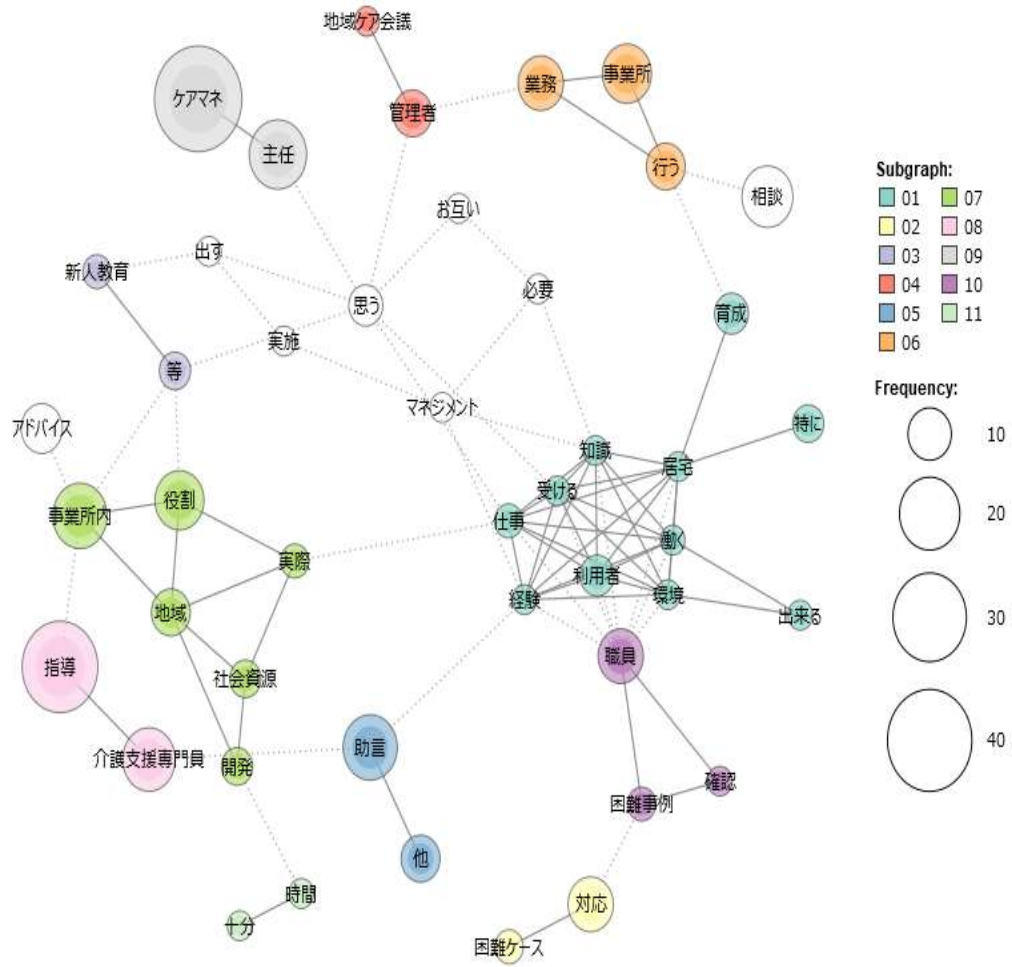 地域ケア会議
事業所
業務
ケアマネ
管理者
主任
行う
相談
お互い
出す
新人教育
必要
思う
育成
実施
等
マネジメント
特に
アドバイス
知識
居宅
受ける
役割
事業所内
仕事
働く
実際
利用者
環境
経験
地域
出来る
職員
指導
社会資源
助言
介護支援専門員
開発
確認
困難事例
他
時間
対応
十分
困難ケース
Subgraph:
01 07
02 08
03 09
04 10
05 11
06
Frequency:
10
20
30
40